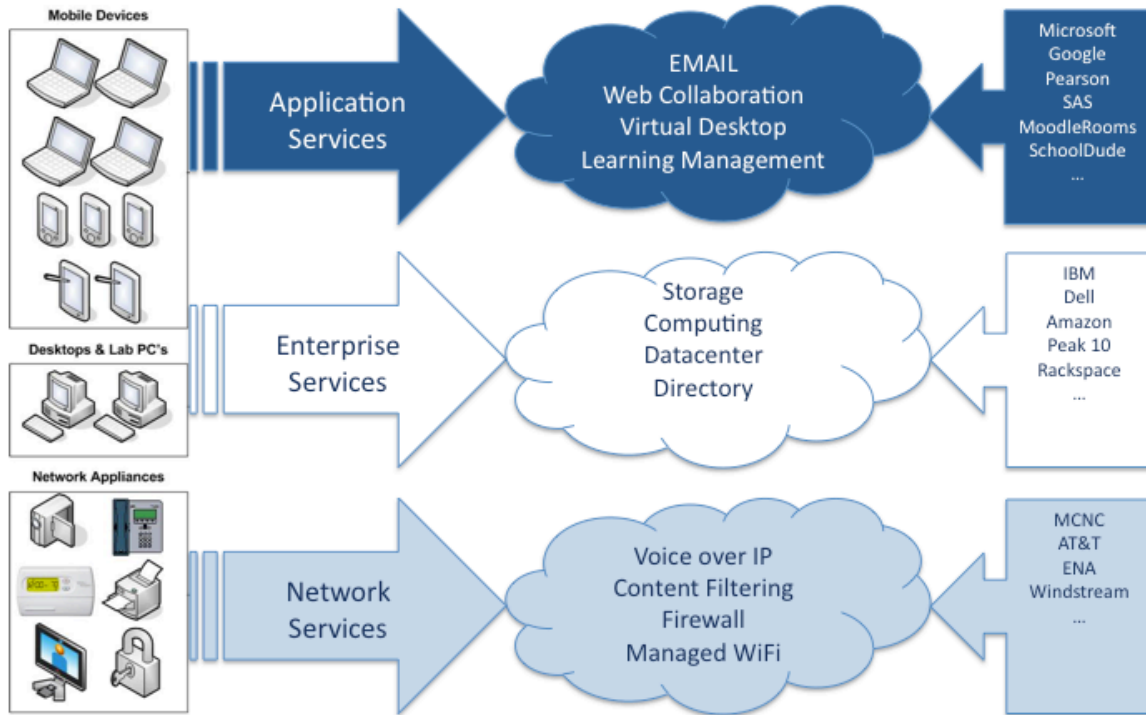 Mobile Devices
Desktops & Lab PC's
Network Appliances
Application
Services
EMAIL
Web Collaboration
Virtual Desktop
Learning Management
Microsoft
Google
Pearson
SAS
MoodleRooms
SchoolDude
...
Enterprise
Services
Storage
Computing
Datacenter
Directory
IBM
Dell
Amazon
Peak 10
Rackspace
...
Network
Services
Voice over IP
Content Filtering
Firewall
Managed WiFi
MCNC
AT&T
ENA
Windstream
...